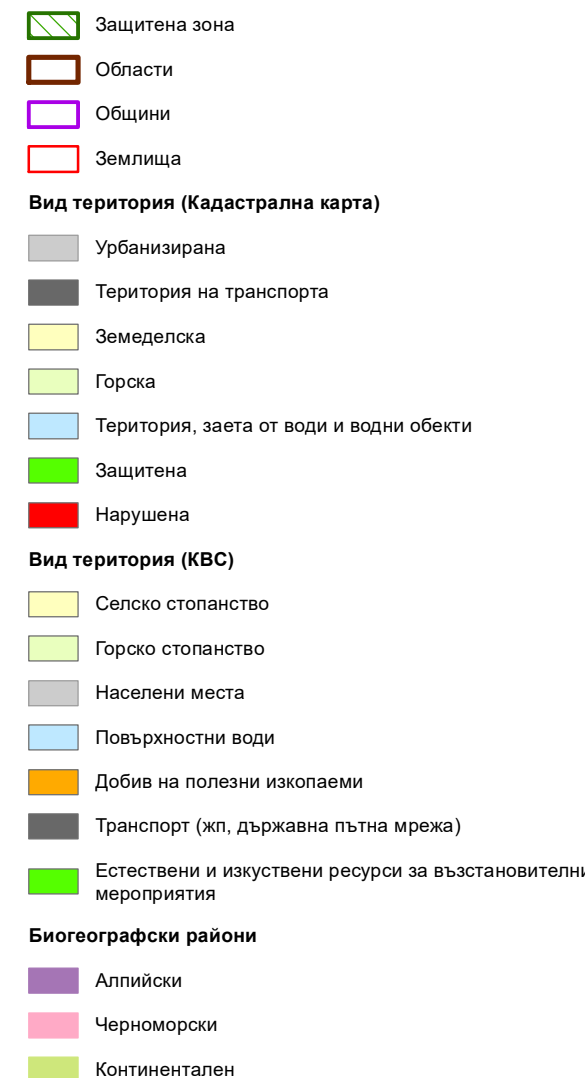 Защитена зона
Области
Общини
Землища
Вид територия (Кадастрална карта)
Урбанизирана
Територия на транспорта
Земеделска
Горска
Територия, заета от води и водни обекти
Защитена
Нарушена
Вид територия (КВС)
Селско стопанство
Горско стопанство
Населени места
Повърхностни води
Добив на полезни изкопаеми
Транспорт (жп, държавна пътна мрежа)
Естествени и изкуствени ресурси за възстановителни
мероприятия
Биогеографски райони
Алпийски
Черноморски
Континентален